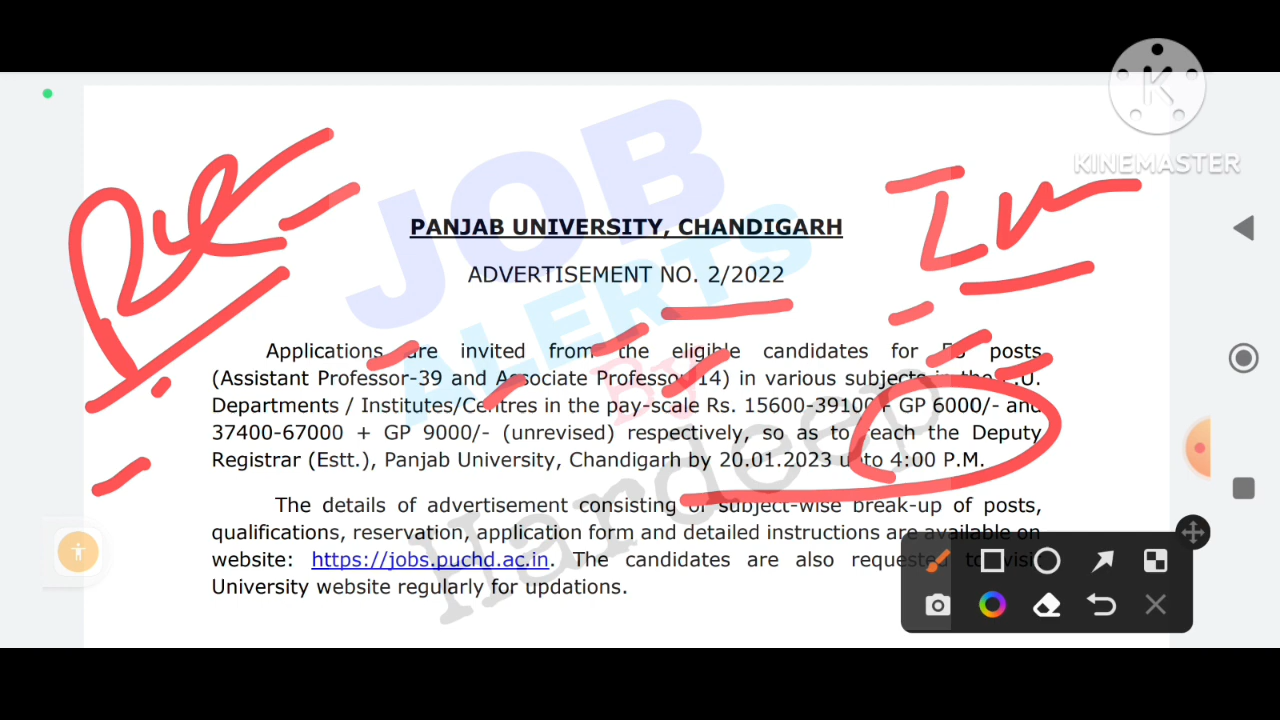 KINEMASTER
JOB
ALERTS
By
Hardeep
PANJAB UNIVERSITY, CHANDIGARH
ADVERTISEMENT NO. 2/2022
Applications are invited from the eligible candidates for 53 posts
(Assistant Professor-39 and Associate Professor-14) in various subjects in the P.U.
Departments / Institutes/Centres in the pay-scale Rs. 15600-39100+ GP 6000/- and
37400-67000 + GP 9000/- (unrevised) respectively, so as to reach the Deputy
Registrar (Estt.), Panjab University, Chandigarh by 20.01.2023 upto 4:00 P.M.
The details of advertisement consisting of subject-wise break-up of posts,
qualifications, reservation, application form and detailed instructions are available on
website: https://jobs.puchd.ac.in. The candidates are also requested to visit
University website regularly for updations.